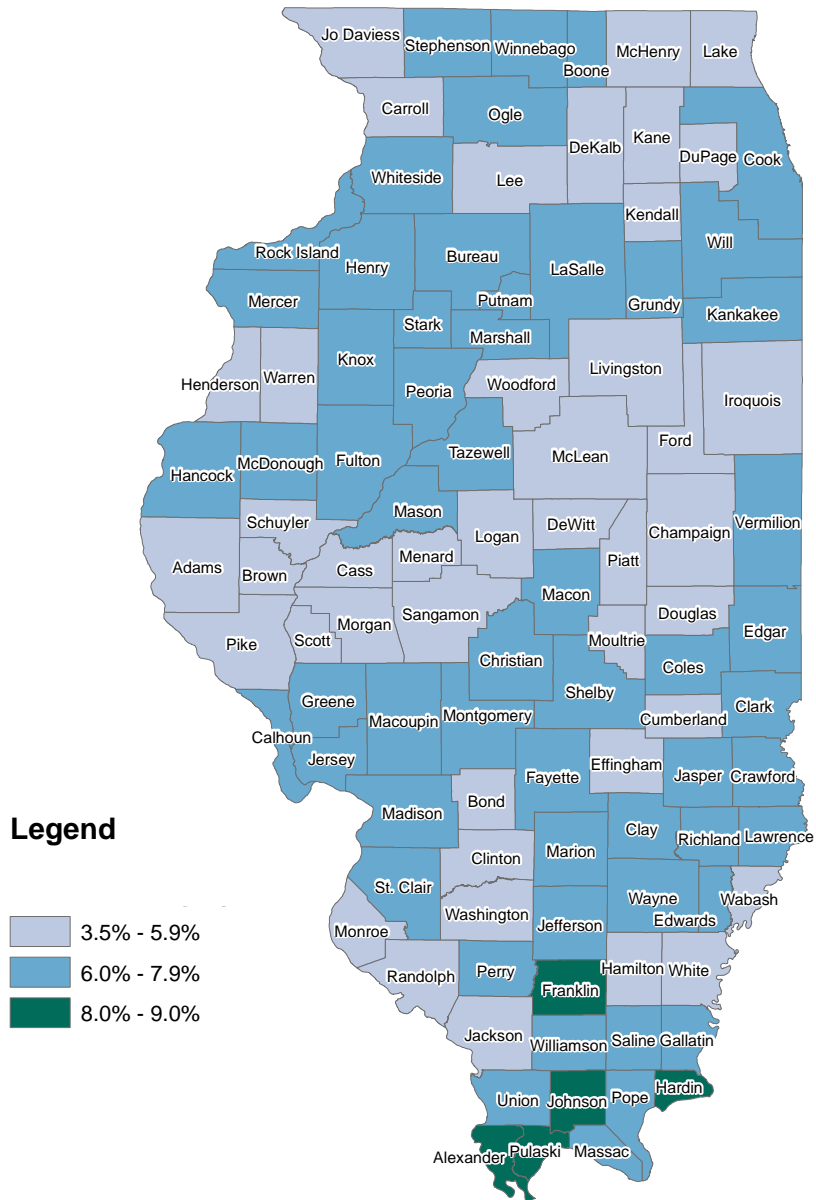 Jo Daviess
Stephenson
Winnebago
Boone
McHenry
Lake
Carroll
Ogle
DeKalb
Kane
DuPage
Cook
Whiteside
Lee
Kendall
Rock Island
Henry
Bureau
LaSalle
Will
Mercer
Putnam
Grundy
Kankakee
Stark
Marshall
Knox
Peoria
Henderson
Warren
Woodford
Livingston
Iroquois
Ford
Hancock
McDonough
Fulton
Tazewell
McLean
Schuyler
Mason
Logan
DeWitt
Champaign
Vermilion
Adams
Brown
Cass
Menard
Piatt
Macon
Pike
Scott
Morgan
Sangamon
Moultrie
Douglas
Edgar
Christian
Coles
Greene
Macoupin
Montgomery
Shelby
Cumberland
Clark
Calhoun
Jersey
Fayette
Effingham
Jasper
Crawford
Legend
Madison
Bond
Clay
Richland
Lawrence
Marion
Clinton
St. Clair
Wayne
Edwards
Wabash
Monroe
Washington
Jefferson
3.5% - 5.9%
6.0% - 7.9%
8.0% - 9.0%
Randolph
Perry
Franklin
Hamilton
White
Jackson
Williamson
Saline
Gallatin
Union
Johnson
Pope
Hardin
Alexander
Pulaski
Massac